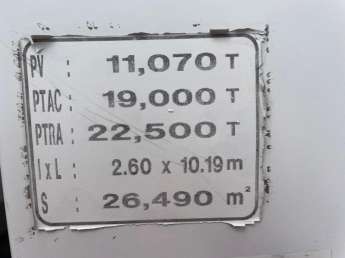 PV : 11,070 T
PTAC : 19,000 T
PTRA : 22,500 T
I x L : 2.60 x 10.19 m
S : 26,490 m²